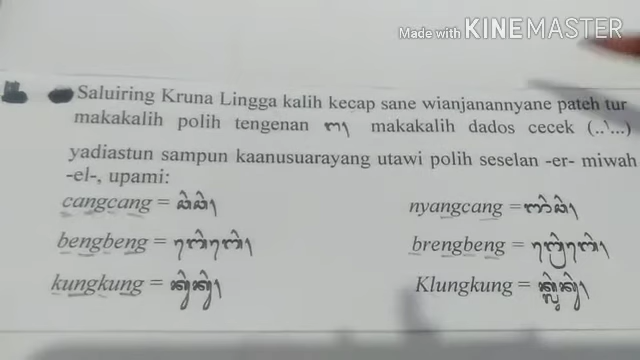 Made with KINEMASTER
Saluiring Kruna Lingga kalih kecap sane wianjanannyane pateh tur
makakalih polih tengenan makakalih dados cecek (..ᬂ...)
yadiastun sampun kaanusuarayang utawi polih seselan -er- miwah
-el-, upami:
cangcang = ᬘᬂᬘᬂ nyangcang = ᬜᬂᬘᬂ
bengbeng = brengbeng =
kungkung = ᬓᬸᬂᬓᬸᬂ Klungkung = ᬓ᭄ᬮᬸᬂᬓᬸᬂ